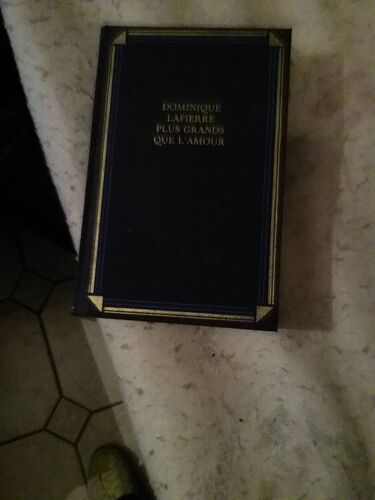 DOMINIQUE
LAPIERRE
PLUS GRANDS
QUE L'AMOUR